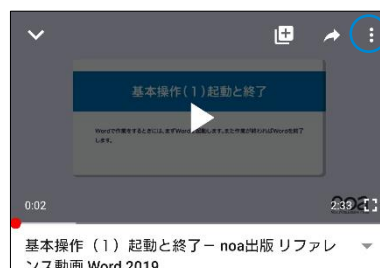 基本操作(1)起動と終了
Wordで作業をするときには、まずWordを起動します。また作業が終わればWordを終了
します。
0:02
2:33
noa
基本操作（1）起動と終了 – noa出版 リファレ
ンス動画 Word 2019